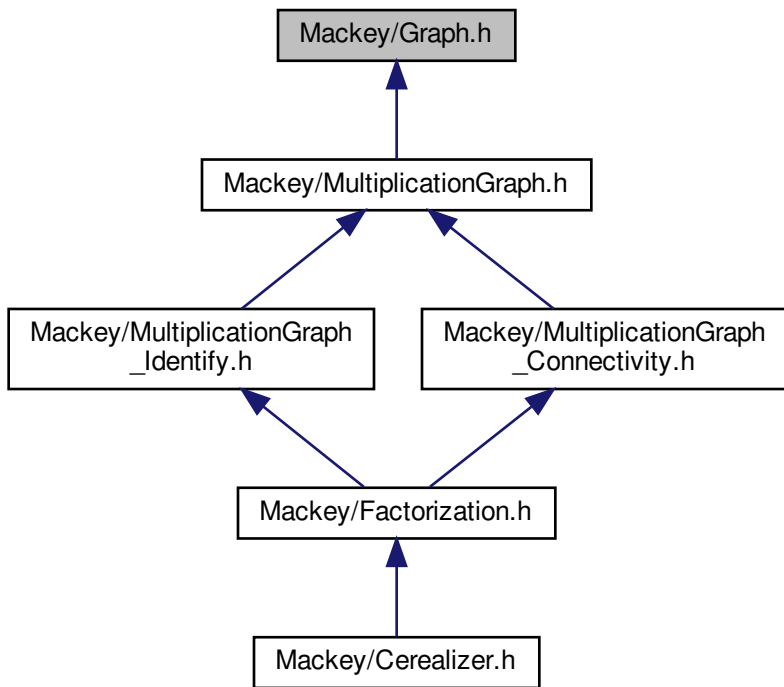 Mackey/Graph.h
Mackey/MultiplicationGraph.h
Mackey/MultiplicationGraph
_Identify.h
Mackey/MultiplicationGraph
_Connectivity.h
Mackey/Factorization.h
Mackey/Cerealizer.h